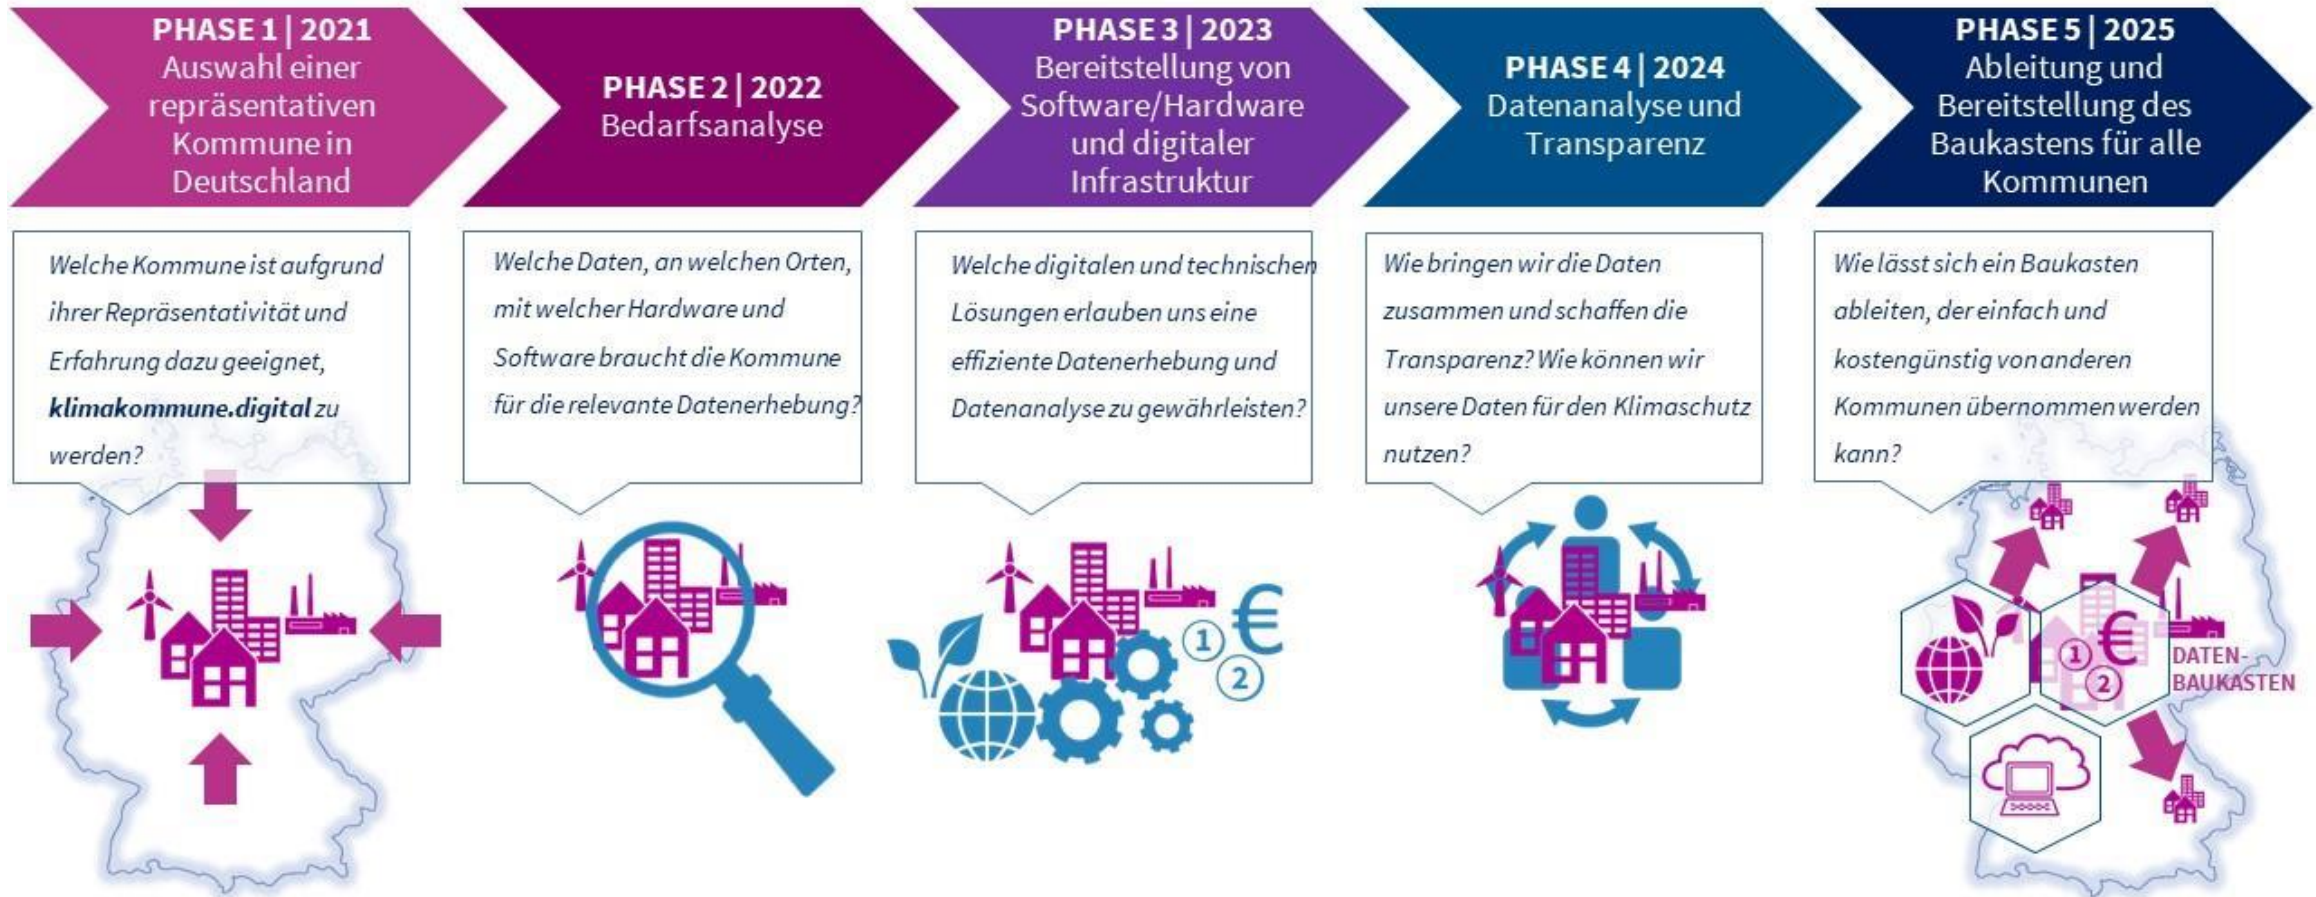 PHASE 1 | 2021
Auswahl einer
repräsentativen
Kommune in
Deutschland
PHASE 2 | 2022
Bedarfsanalyse
PHASE 3 | 2023
Bereitstellung von
Software/Hardware
und digitaler
Infrastruktur
PHASE 4 | 2024
Datenanalyse und
Transparenz
PHASE 5 | 2025
Ableitung und
Bereitstellung des
Baukastens für alle
Kommunen
Welche Kommune ist aufgrund
ihrer Repräsentativität und
Erfahrung dazu geeignet,
klimakommune.digital zu
werden?
Welche Daten, an welchen Orten,
mit welcher Hardware und
Software braucht die Kommune
für die relevante Datenerhebung?
Welche digitalen und technischen
Lösungen erlauben uns eine
effiziente Datenerhebung und
Datenanalyse zu gewährleisten?
Wie bringen wir die Daten
zusammen und schaffen die
Transparenz? Wie können wir
unsere Daten für den Klimaschutz
nutzen?
Wie lässt sich ein Baukasten
ableiten, der einfach und
kostengünstig von anderen
Kommunen übernommen werden
kann?
1 €
2
1 €
2
DATEN-
BAUKASTEN